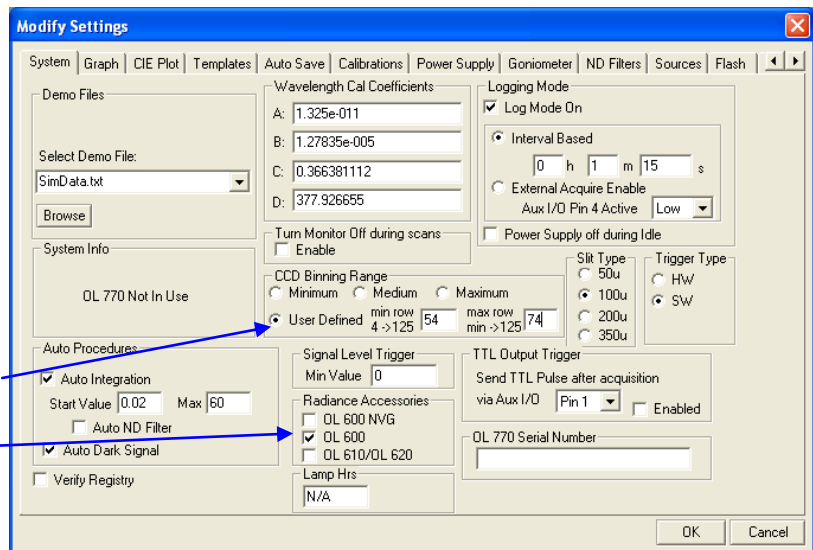 Modify Settings
System Graph CIE Plot Templates Auto Save Calibrations Power Supply Goniometer ND Filters Sources Flash
Demo Files
Select Demo File:
SimData.txt
Browse
System Info
OL 770 Not In Use
Auto Procedures
Auto Integration
Start Value 0.02 Max 60
Auto ND Filter
Auto Dark Signal
Verify Registry
Wavelength Cal Coefficients
A: 1.325e-011
B: 1.27835e-005
C: 0.366381112
D: 377.926655
Turn Monitor Off during scans
Enable
CCD Binning Range
Minimum Medium Maximum
User Defined min row 4 ->125 54 max row min ->125 74
Signal Level Trigger
Min Value 0
Radiance Accessories
OL 600 NVG
OL 600
OL 610/OL 620
Lamp Hrs
N/A
Logging Mode
Log Mode On
Interval Based
0 h 1 m 15 s
External Acquire Enable
Aux I/O Pin 4 Active Low
Power Supply off during Idle
Slit Type
50u
100u
200u
350u
Trigger Type
HW
SW
TTL Output Trigger
Send TTL Pulse after acquisition
via Aux I/O Pin 1 Enabled
OL 770 Serial Number
OK Cancel